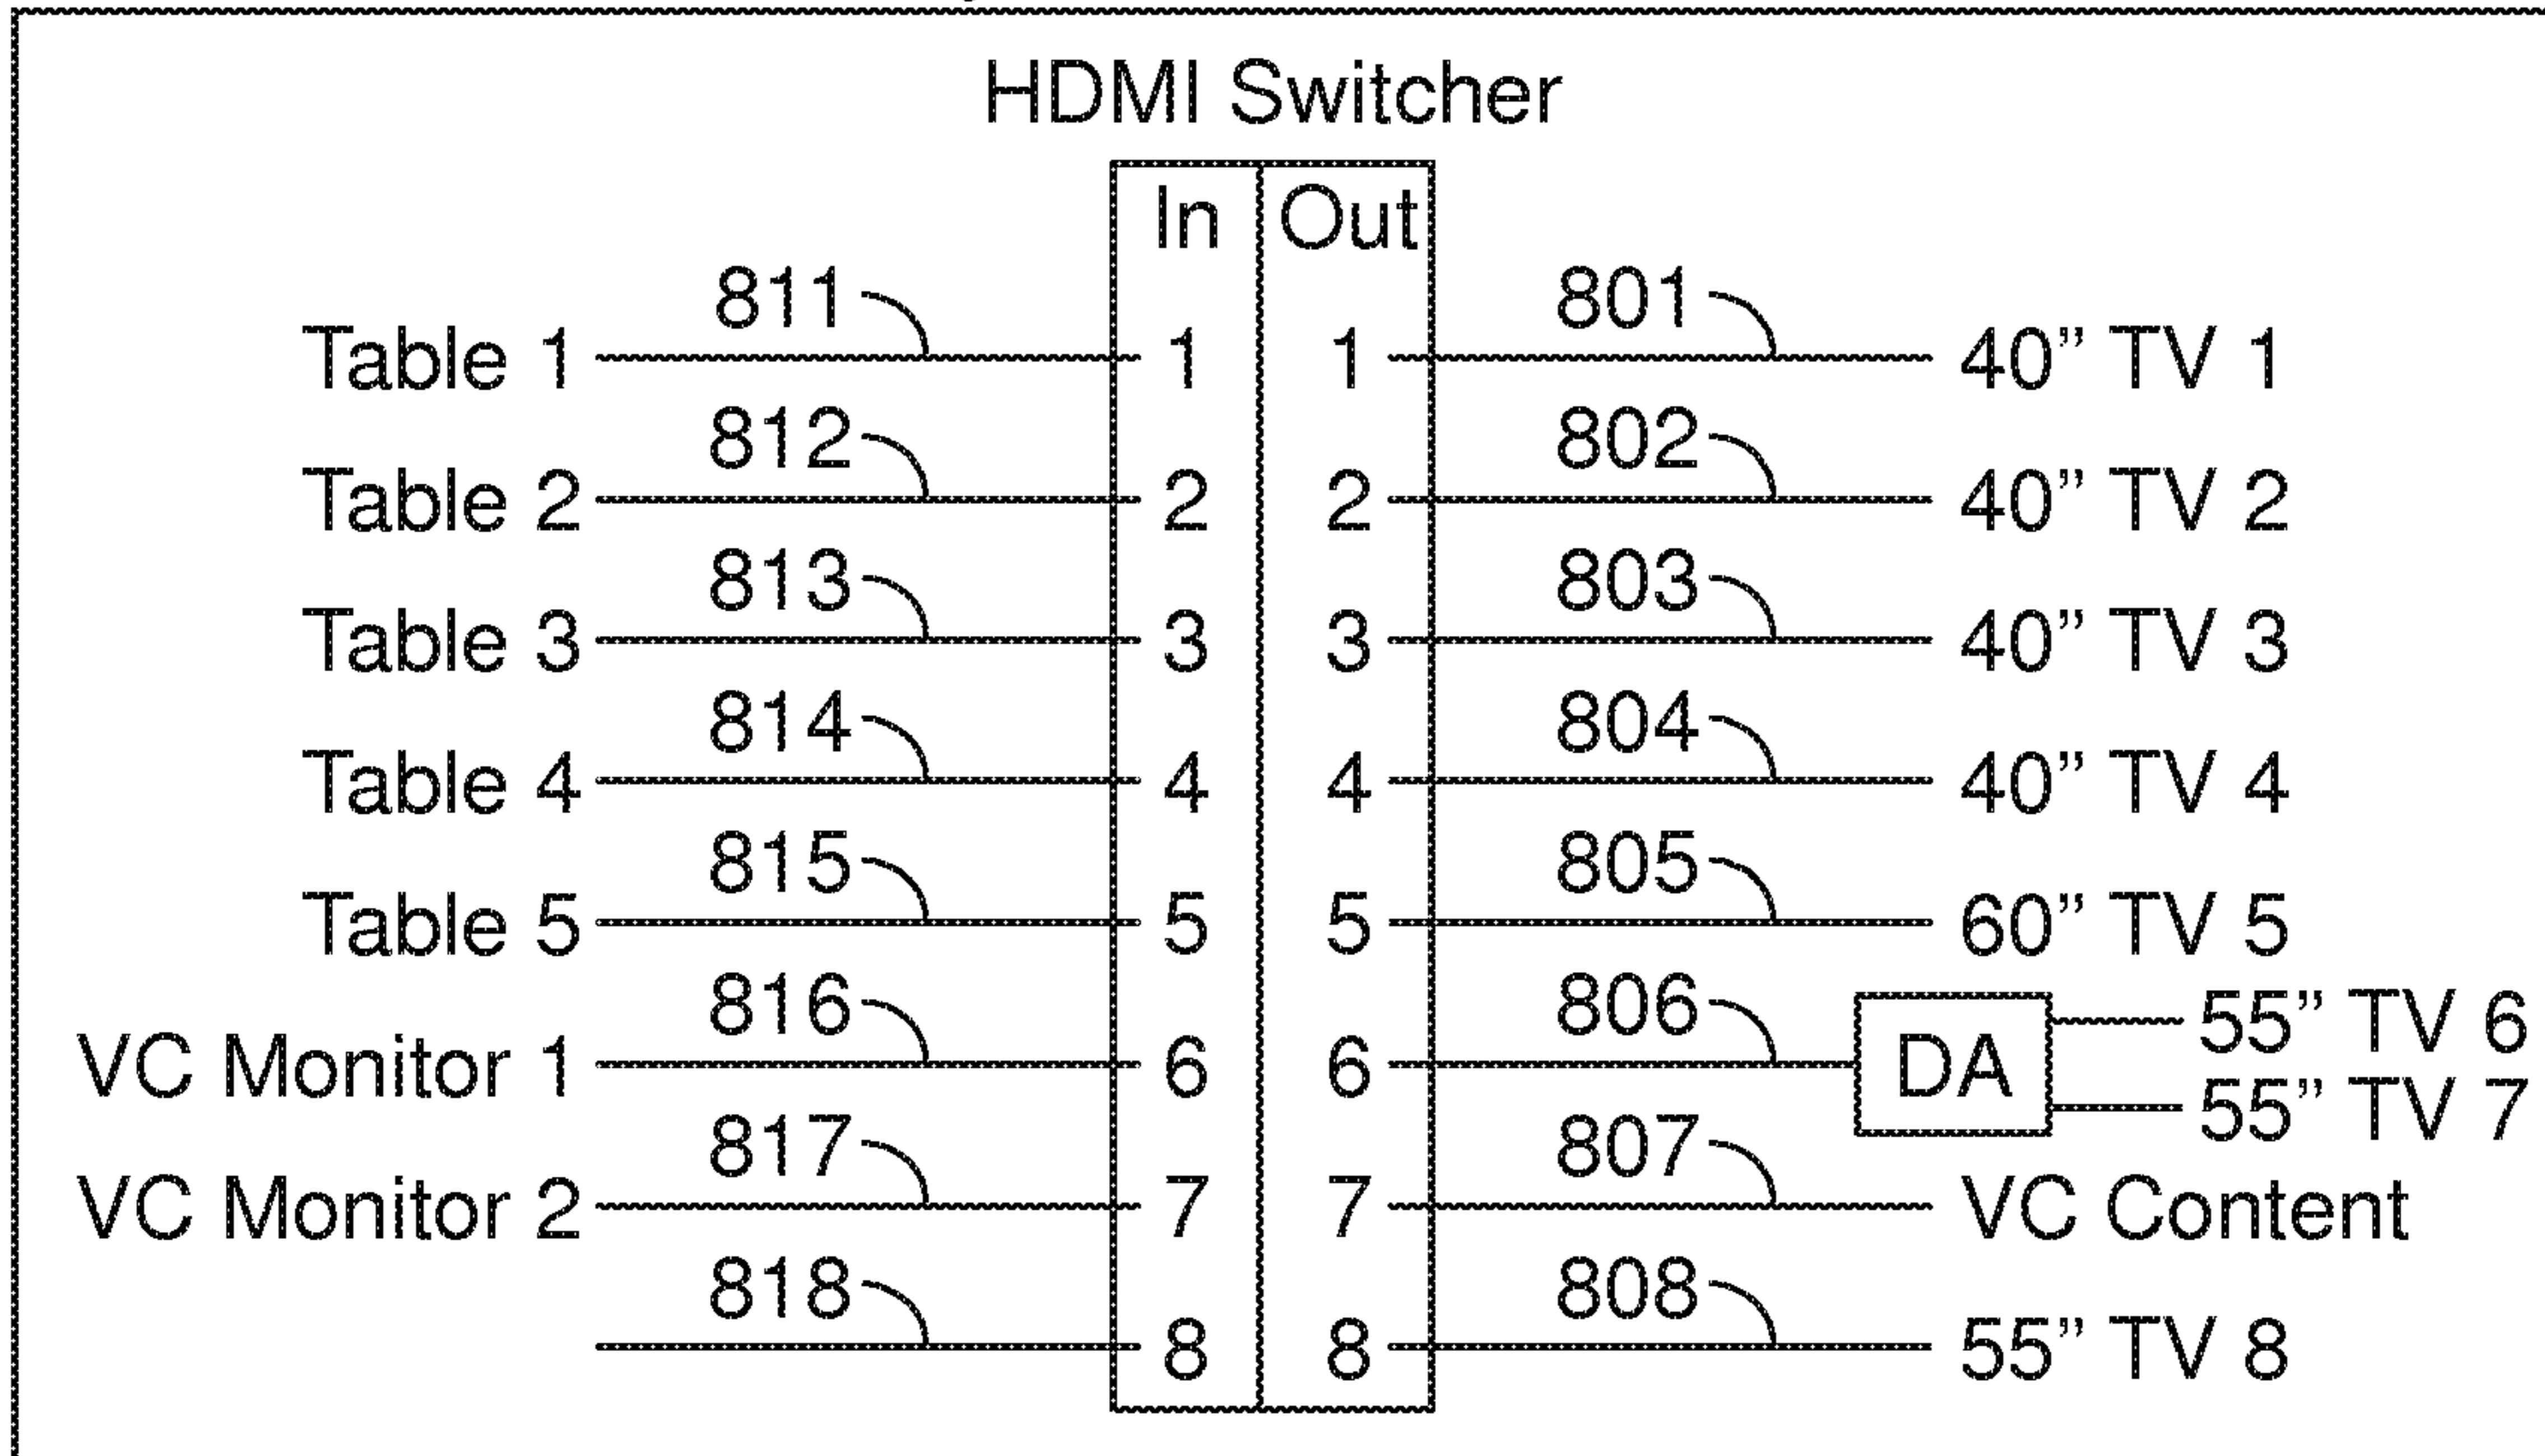 HDMI Switcher
In Out
811 801
Table 1 1 1 40” TV 1
812 802
Table 2 2 2 40” TV 2
813 803
Table 3 3 3 40” TV 3
814 804
Table 4 4 4 40” TV 4
815 805
Table 5 5 5 60” TV 5
816 806 55” TV 6
VC Monitor 1 6 6 DA
55” TV 7
817 807
VC Monitor 2 7 7 VC Content
818 808
8 8 55” TV 8